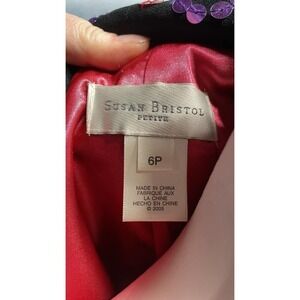 SUSAN BRISTOL
PETITE
6P
MADE IN CHINA
FABRIQUE AUX
LA CHINE
HECHO EN CHINE
© 2005